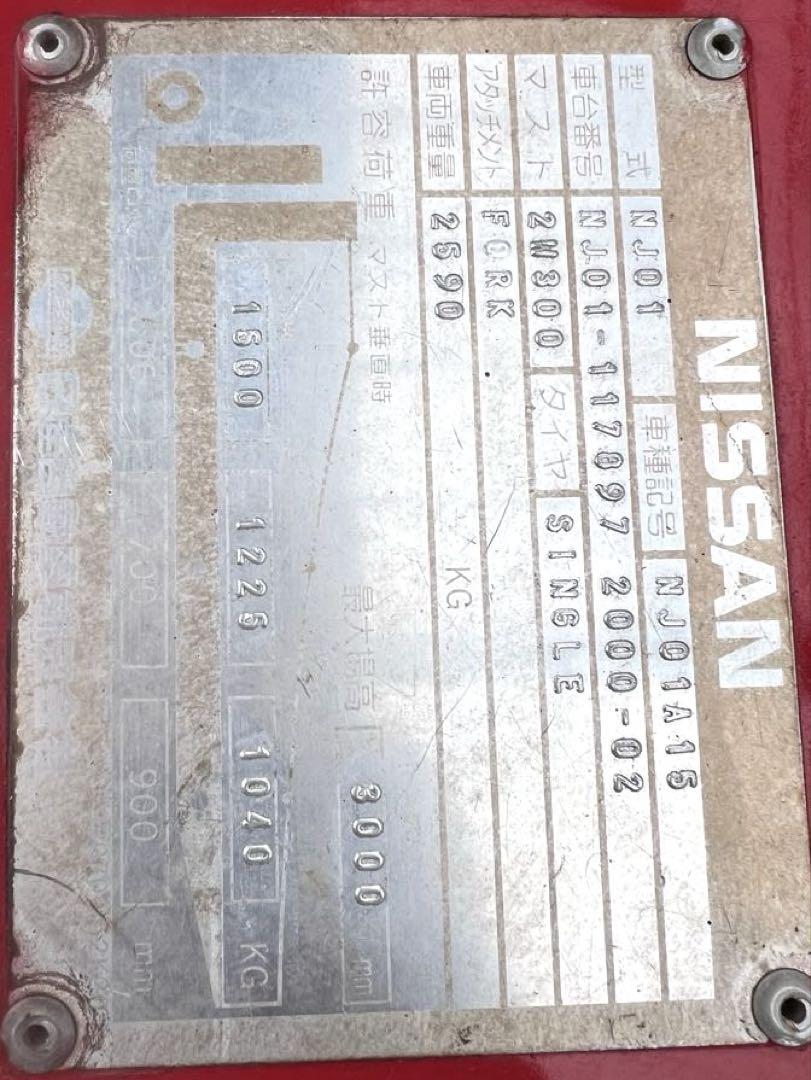 NISSAN
型式 NJ01 車種記号 NJ01A15
車台番号 NJ01-117897 2000-02
マスト 2W300 タイヤ SINGLE
アタッチメント FORK
車両重量 2590 KG
許容荷重 マスト垂直時 最大揚高 3000 mm
1500 1225 1040 KG
700 900 mm